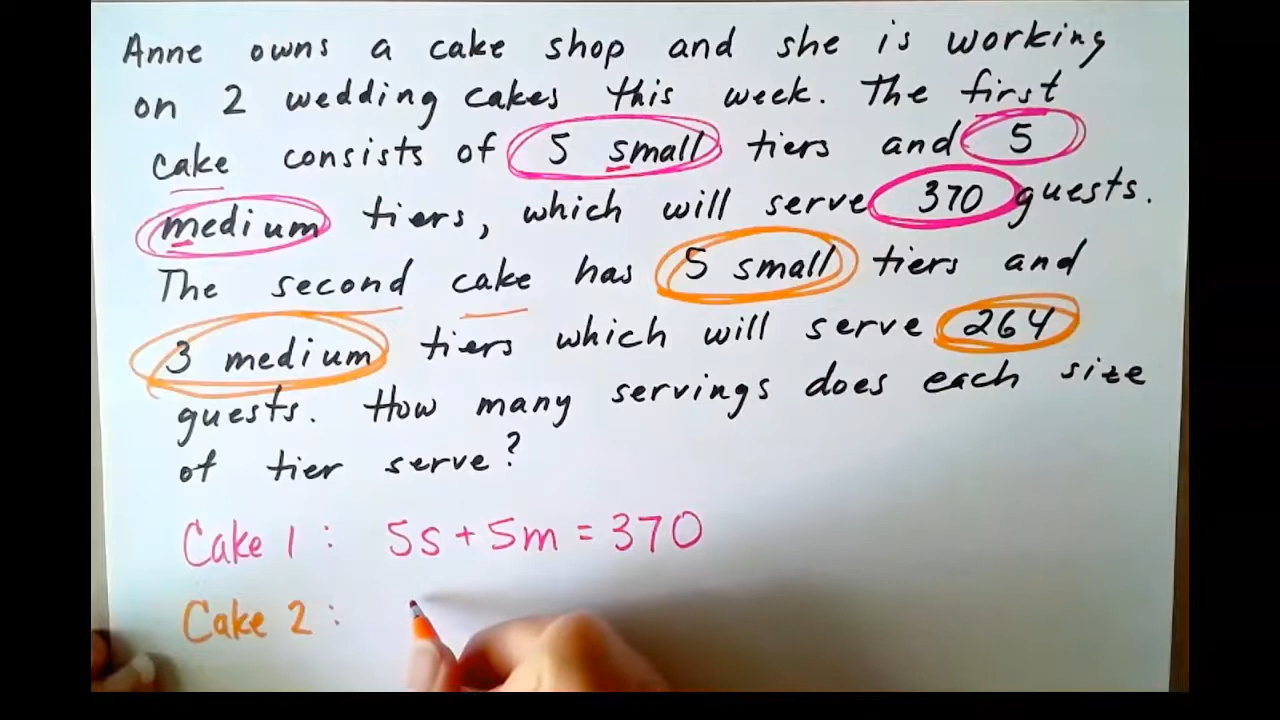 Anne owns a cake shop and she is working
on 2 wedding cakes this week. The first
cake consists of 5 small tiers and 5
medium tiers, which will serve 370 guests.
The second cake has 5 small tiers and
3 medium tiers which will serve 264
guests. How many servings does each size
of tier serve?
Cake 1: 5s + 5m = 370
Cake 2: